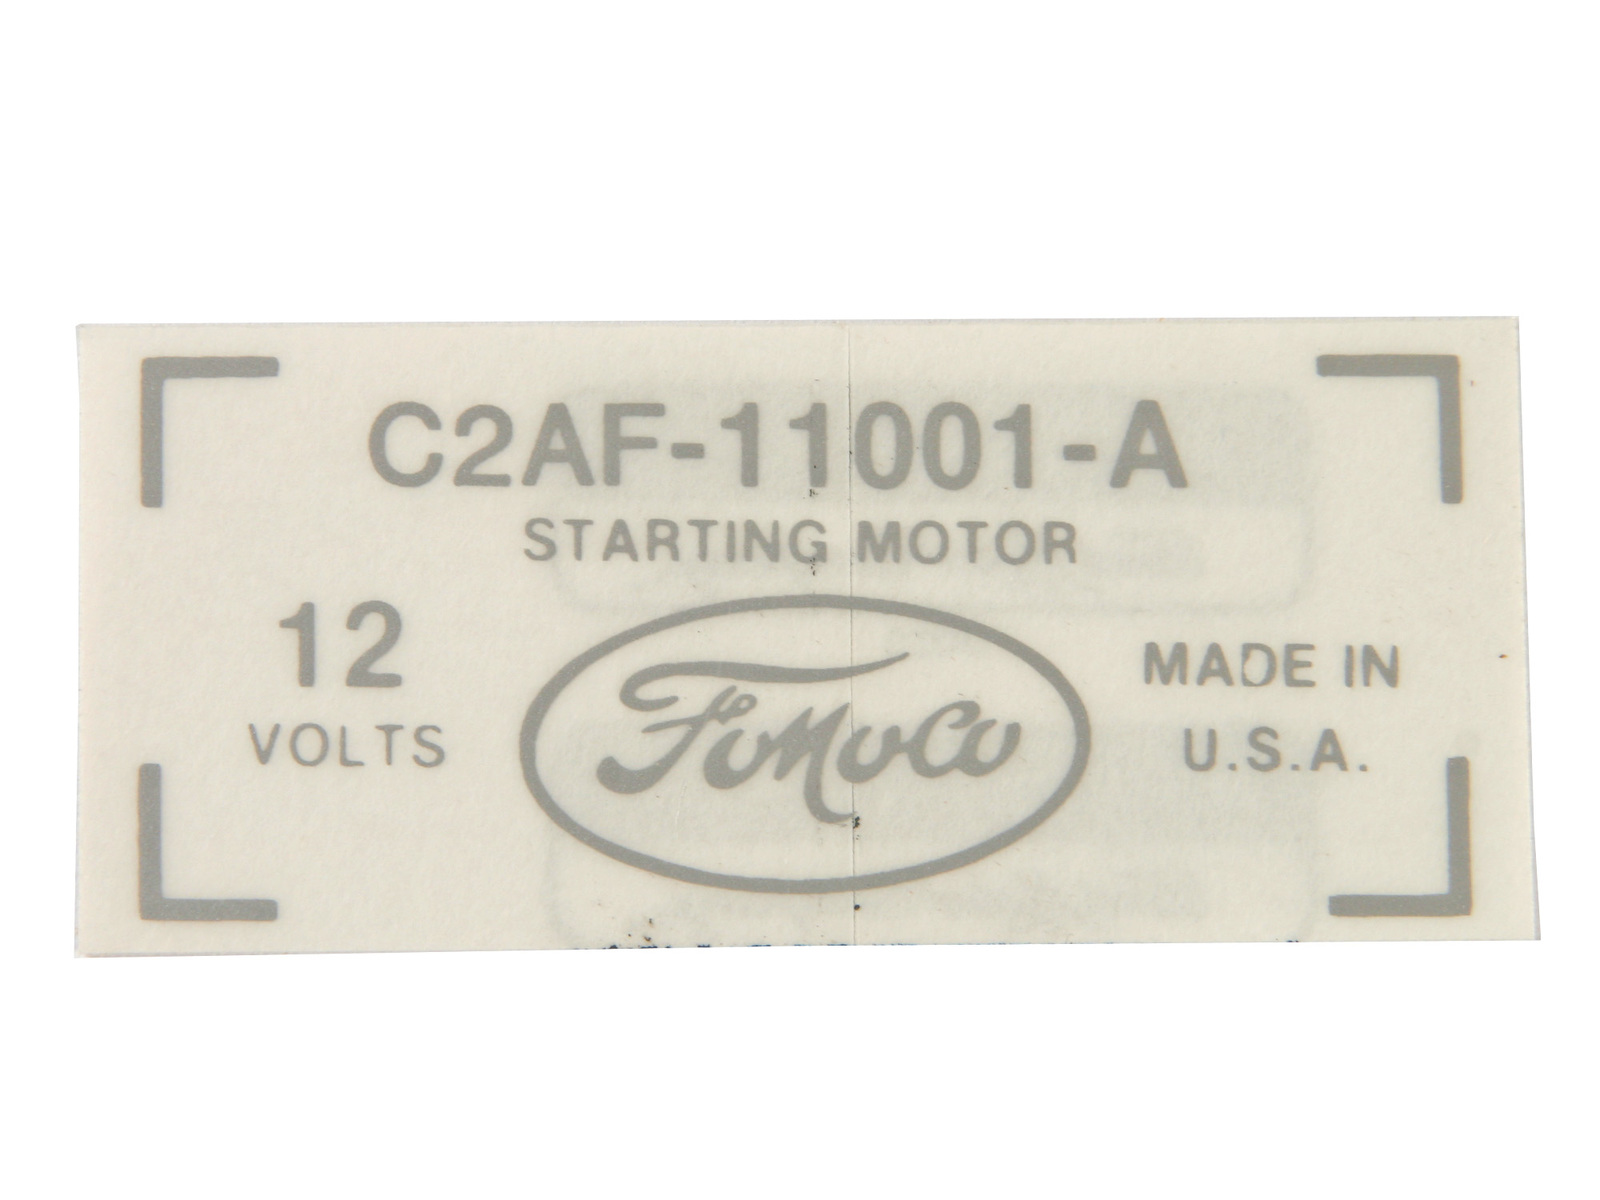 C2AF-11001-A
STARTING MOTOR
12
VOLTS
FoMoCo
MADE IN
U.S.A.